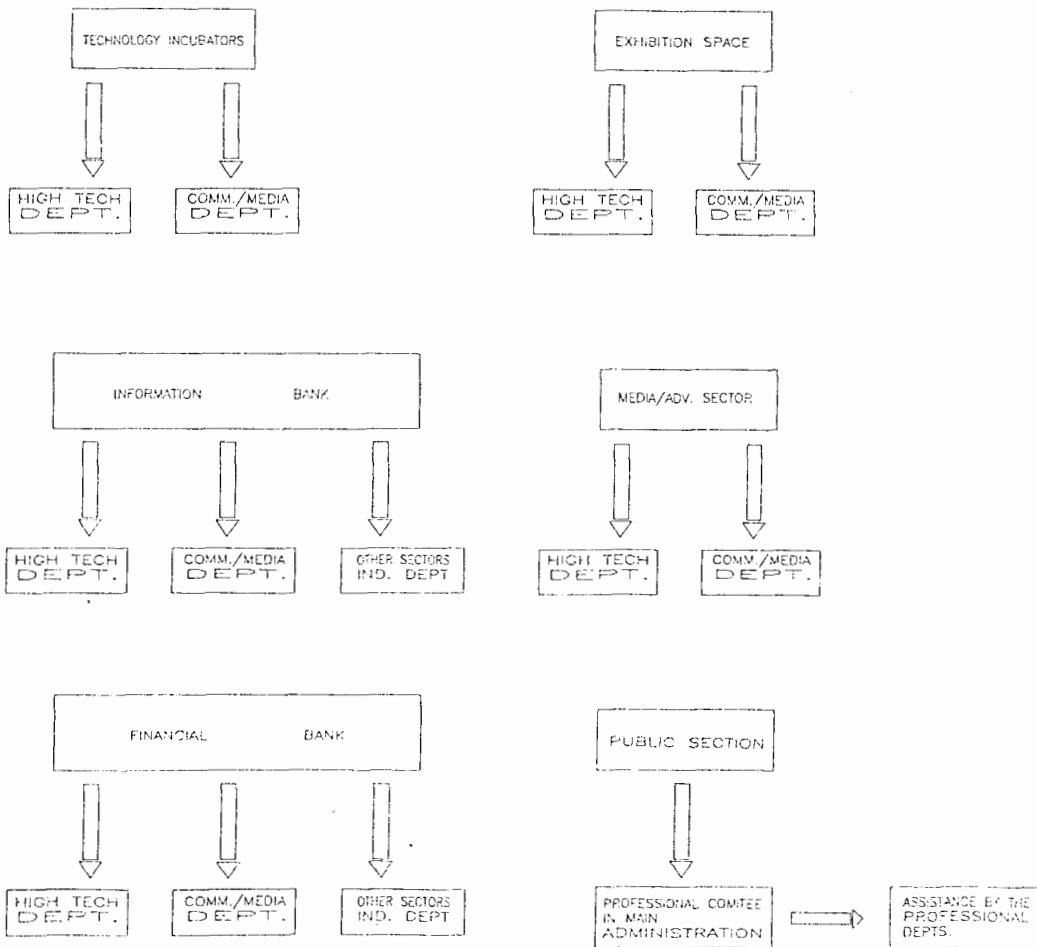 TECHNOLOGY INCUBATORS
EXHIBITION SPACE
HIGH TECH
DEPT.
COMM./MEDIA
DEPT.
HIGH TECH
DEPT.
COMM./MEDIA
DEPT.
INFORMATION BANK
MEDIA/ADV. SECTOR
HIGH TECH
DEPT.
COMM./MEDIA
DEPT.
OTHER SECTORS
IND. DEPT
HIGH TECH
DEPT.
COMM./MEDIA
DEPT.
FINANCIAL BANK
PUBLIC SECTION
HIGH TECH
DEPT.
COMM./MEDIA
DEPT.
OTHER SECTORS
IND. DEPT
PROFESSIONAL COMITEE
IN MAIN
ADMINISTRATION
ASSISTANCE BY THE
PROFESSIONAL
DEPTS.